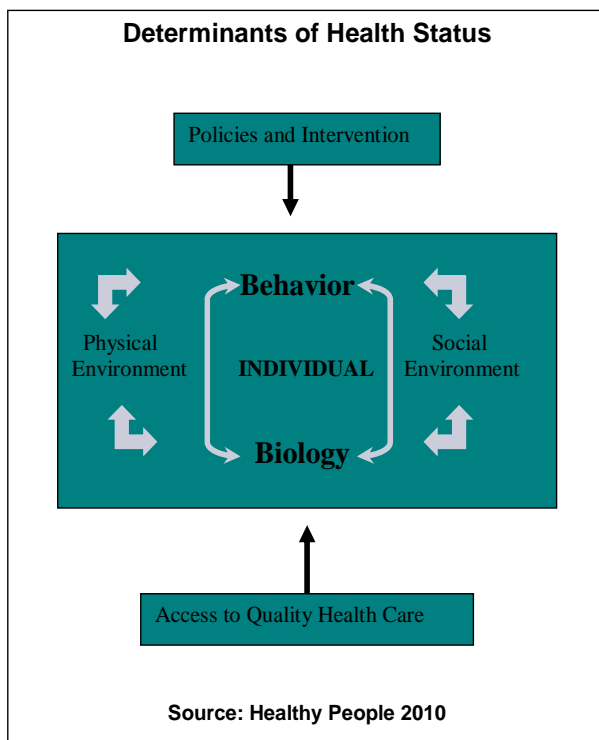 Determinants of Health Status
Policies and Intervention
Behavior
Physical
Environment
INDIVIDUAL
Social
Environment
Biology
Access to Quality Health Care
Source: Healthy People 2010